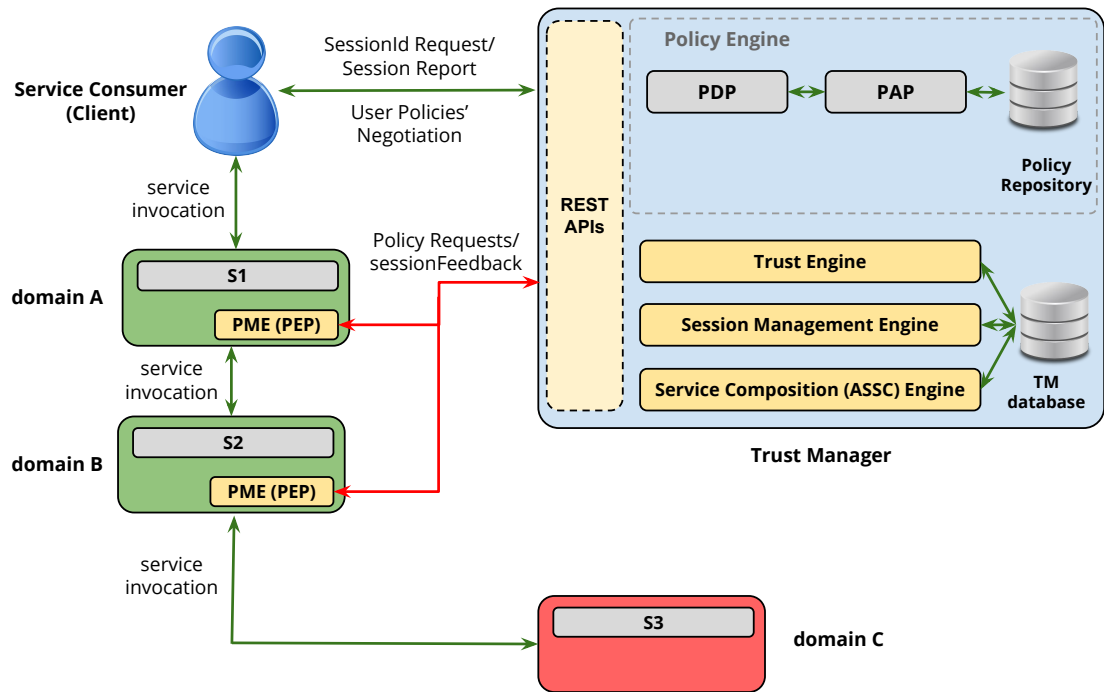 SessionId Request/
Session Report
Service Consumer
(Client)
User Policies’
Negotiation
Policy Engine
PDP
PAP
Policy
Repository
REST
APIs
service
invocation
Policy Requests/
sessionFeedback
domain A
S1
PME (PEP)
Trust Engine
Session Management Engine
Service Composition (ASSC) Engine
TM
database
Trust Manager
service
invocation
domain B
S2
PME (PEP)
service
invocation
S3
domain C